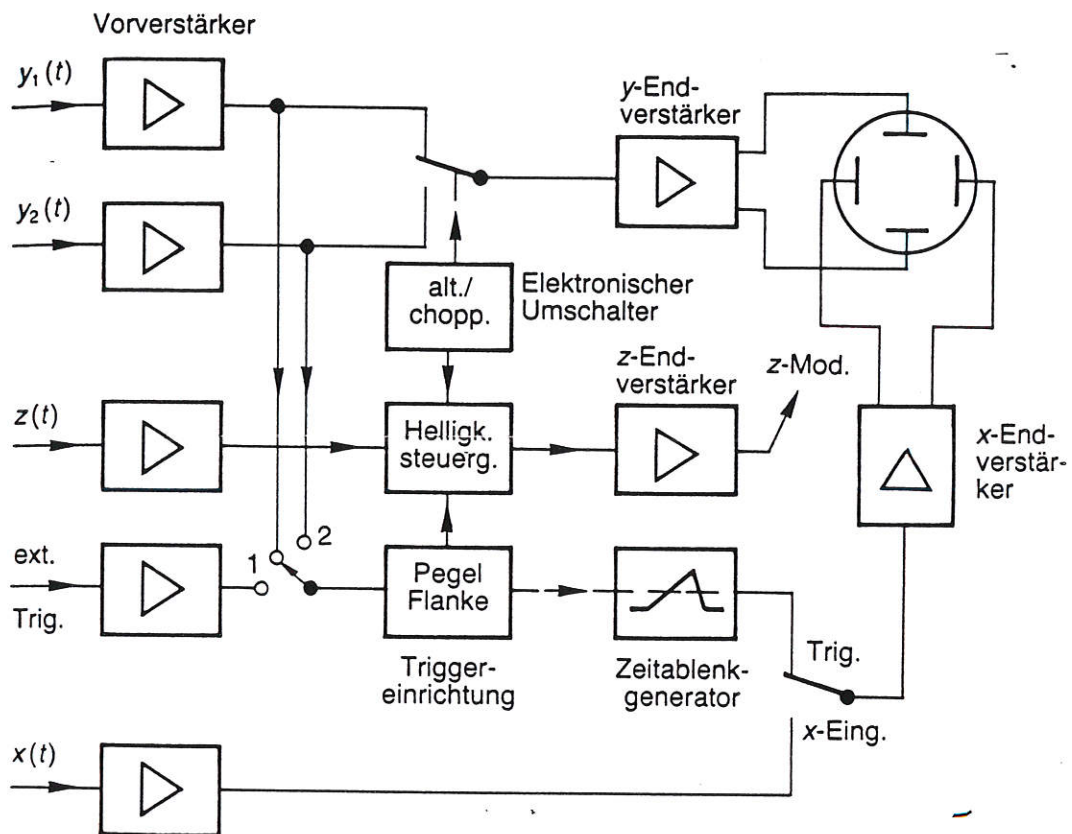 Vorverstärker
y₁(t)
y-End-
verstärker
y₂(t)
alt./
chopp.
Elektronischer
Umschalter
z-End-
verstärker
z-Mod.
z(t)
Helligk.
steuerg.
x-End-
verstär-
ker
2
1
ext.
Trig.
Pegel
Flanke
Trigger-
einrichtung
Zeitablenk-
generator
Trig.
x-Eing.
x(t)